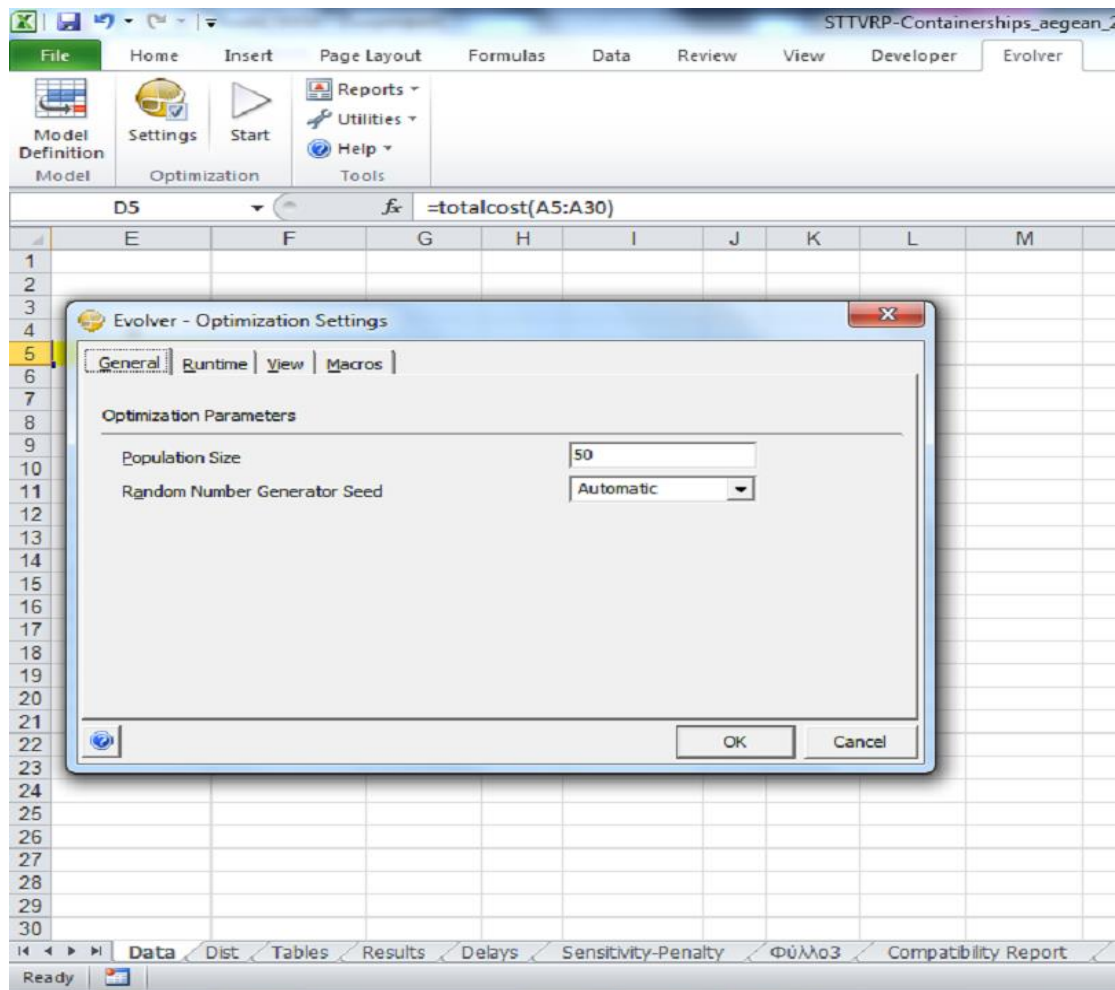 STTVRP-Containerships_aegean_2
File Home Insert Page Layout Formulas Data Review View Developer Evolver
Model Definition
Settings
Start
Reports
Utilities
Help
Model
Optimization
Tools
D5 fx =totalcost(A5:A30)
E F G H I J K L M
1
2
3
4
5
6
7
8
9
10
11
12
13
14
15
16
17
18
19
20
21
22
23
24
25
26
27
28
29
30
Evolver - Optimization Settings
General Runtime View Macros
Optimization Parameters
Population Size 50
Random Number Generator Seed Automatic
OK Cancel
Data Dist Tables Results Delays Sensitivity-Penalty Φύλλο3 Compatibility Report
Ready